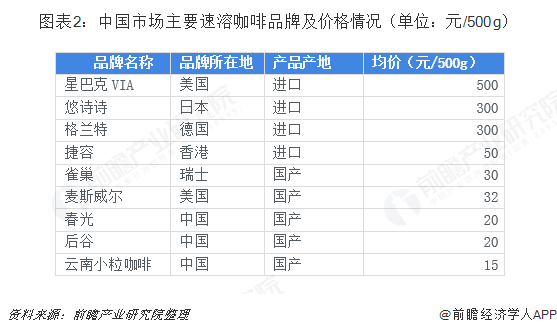 图表2：中国市场主要速溶咖啡品牌及价格情况（单位：元/500g）
品牌名称 品牌所在地 产品产地 均价（元/500g）
星巴克 VIA 美国 进口 500
悠诗诗 日本 进口 300
格兰特 德国 进口 300
捷容 香港 进口 50
雀巢 瑞士 国产 30
麦斯威尔 美国 国产 32
春光 中国 国产 20
后谷 中国 国产 20
云南小粒咖啡 中国 国产 15
资料来源：前瞻产业研究院整理
@前瞻经济学人APP
前瞻产业研究院